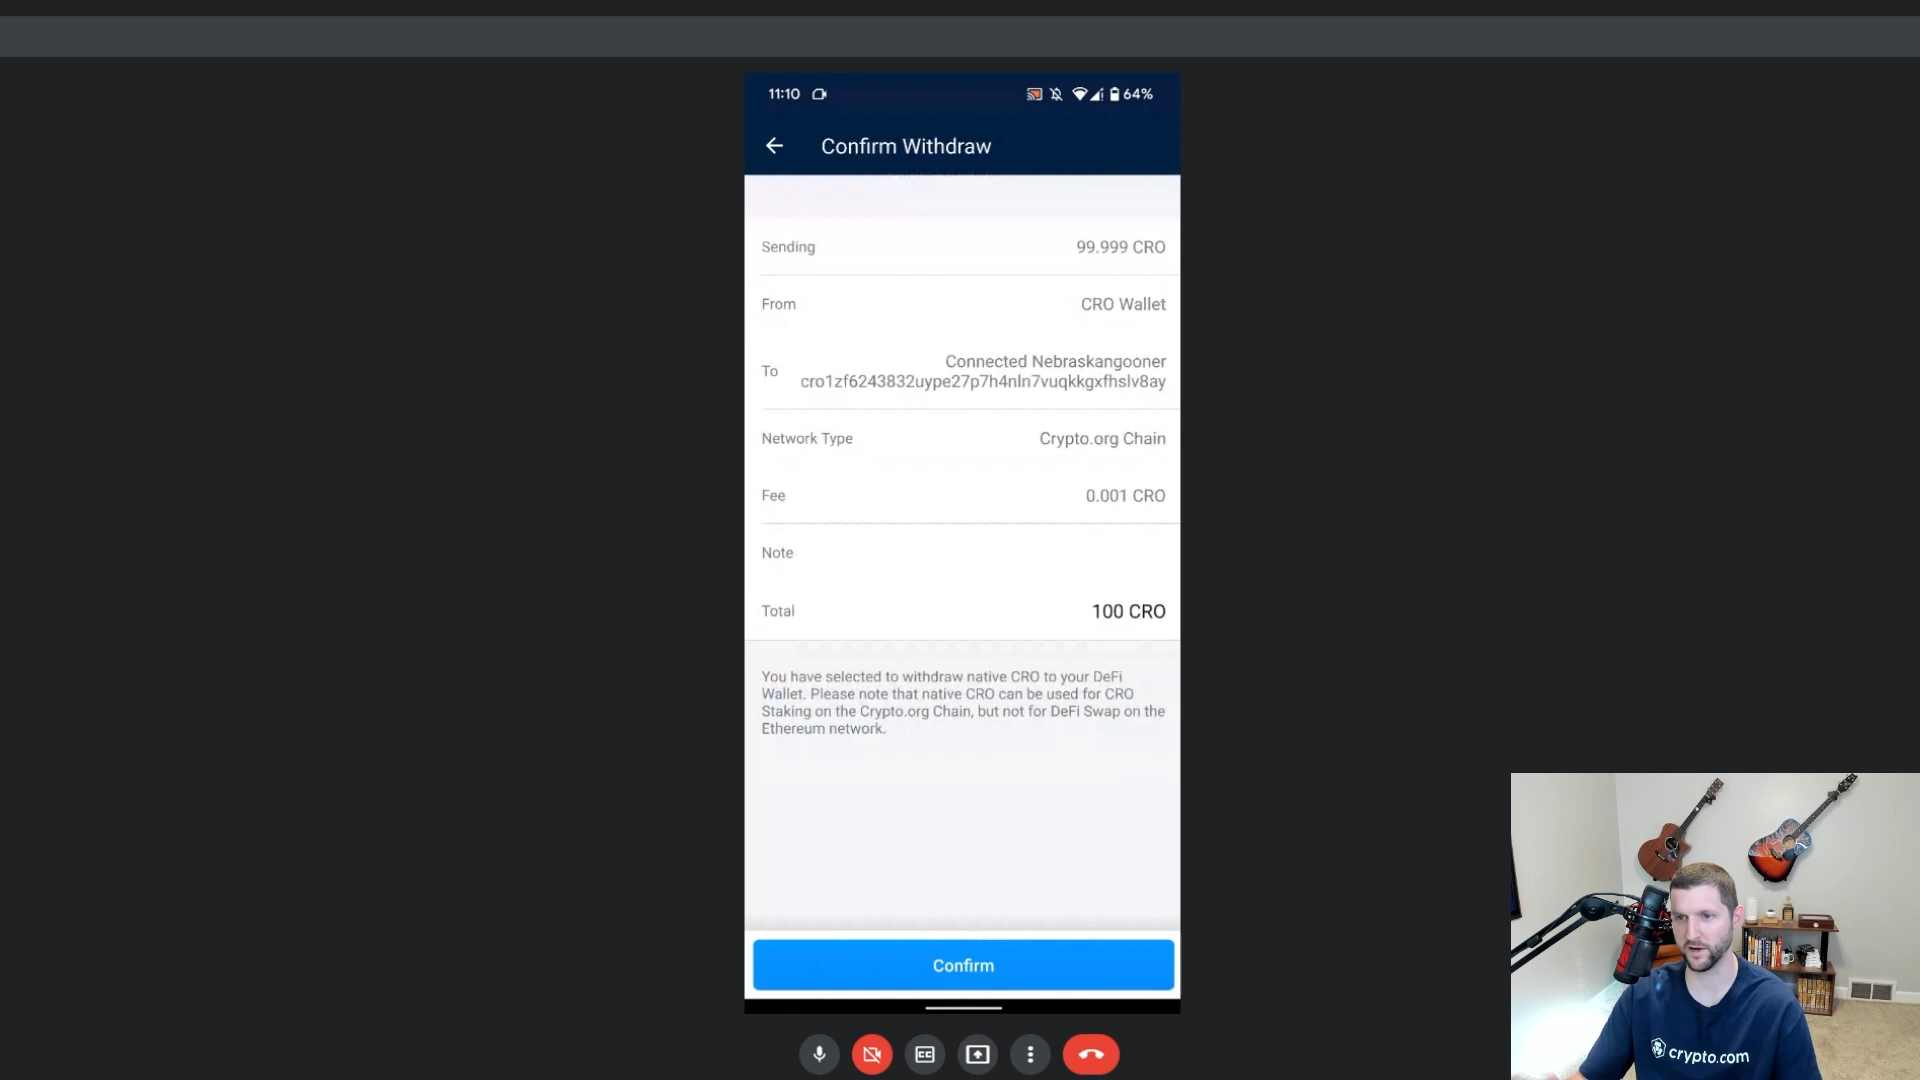 11:10
64%
Confirm Withdraw
Sending
99.999 CRO
From
CRO Wallet
To
Connected Nebraskangooner
cro1zf6243832uype27p7h4nln7vuqkkgxfhslv8ay
Network Type
Crypto.org Chain
Fee
0.001 CRO
Note
Total
100 CRO
You have selected to withdraw native CRO to your DeFi
Wallet. Please note that native CRO can be used for CRO
Staking on the Crypto.org Chain, but not for DeFi Swap on the
Ethereum network.
Confirm
CC
crypto.com